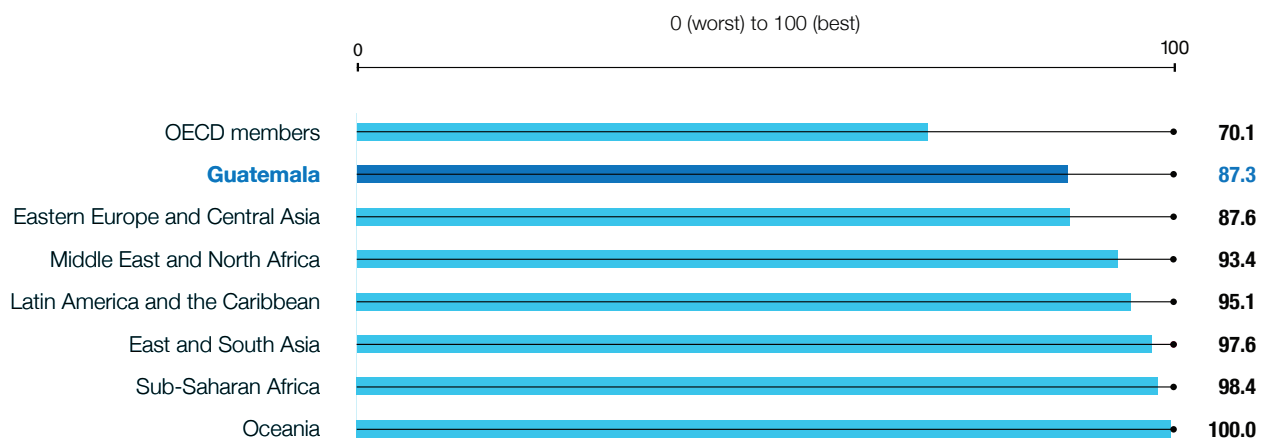 0 (worst) to 100 (best)
0 100
OECD members 70.1
Guatemala 87.3
Eastern Europe and Central Asia 87.6
Middle East and North Africa 93.4
Latin America and the Caribbean 95.1
East and South Asia 97.6
Sub-Saharan Africa 98.4
Oceania 100.0